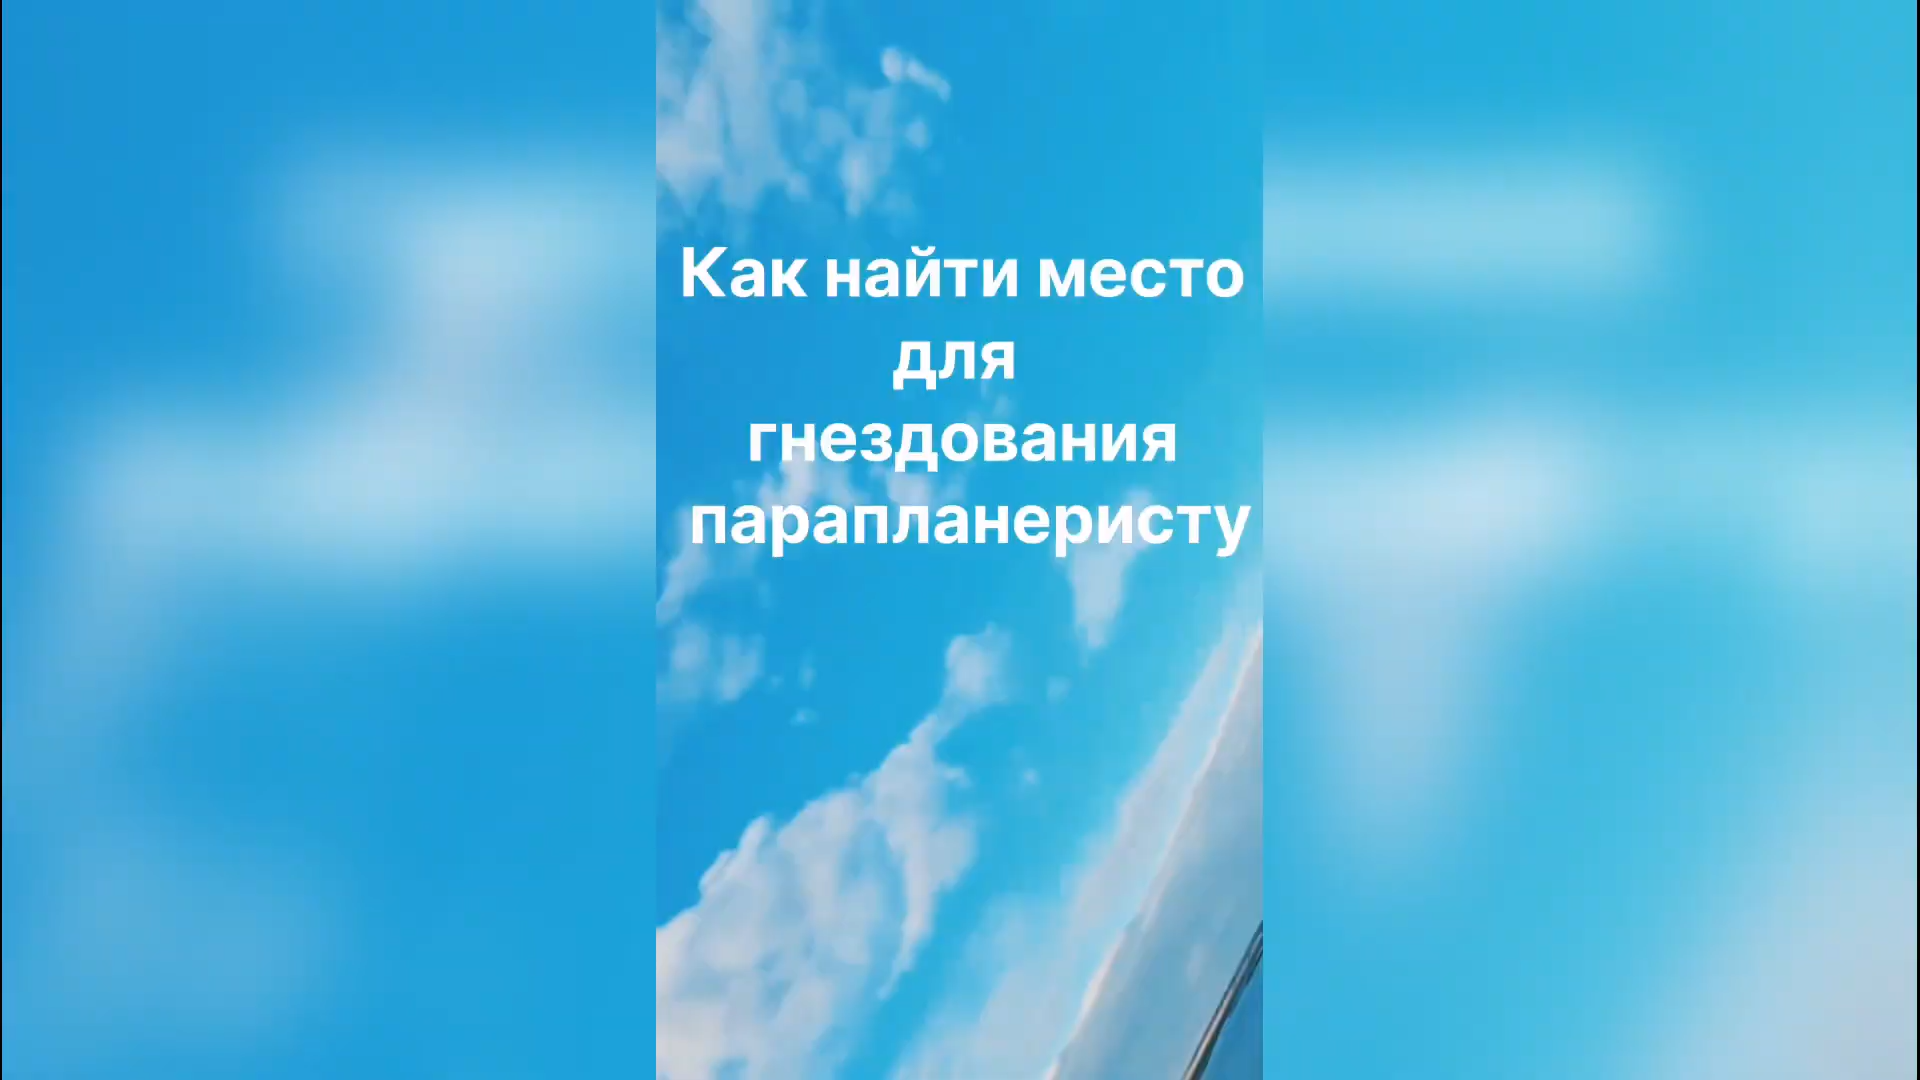 Как найти место
для
гнездования
парапланеристу